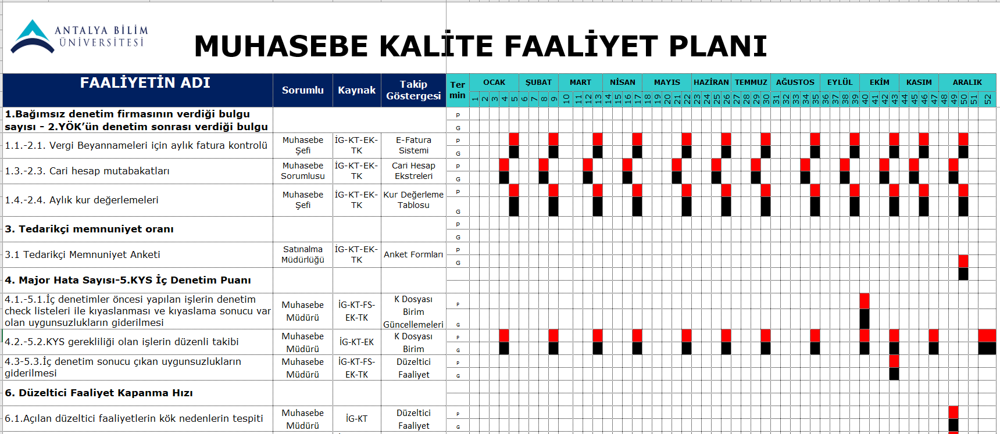 ANTALYA BİLİM
ÜNİVERSİTESİ
MUHASEBE KALİTE FAALİYET PLANI
FAALİYETİN ADI
Sorumlu
Kaynak
Takip
Göstergesi
Ter
min
OCAK ŞUBAT MART NİSAN MAYIS HAZİRAN TEMMUZ AĞUSTOS EYLÜL EKİM KASIM ARALIK
1 2 3 4 5 6 7 8 9 10 11 12 13 14 15 16 17 18 19 20 21 22 23 24 25 26 27 28 29 30 31 32 33 34 35 36 37 38 39 40 41 42 43 44 45 46 47 48 49 50 51 52
1.Bağımsız denetim firmasının verdiği bulgu
sayısı - 2.YÖK’ün denetim sonrası verdiği bulgu
P
G
1.1.-2.1. Vergi Beyannameleri için aylık fatura kontrolü
Muhasebe
Şefi
İG-KT-EK-
TK
E-Fatura
Sistemi
P
G
1.3.-2.3. Cari hesap mutabakatları
Muhasebe
Sorumlusu
İG-KT-EK-
TK
Cari Hesap
Ekstreleri
P
G
1.4.-2.4. Aylık kur değerlemeleri
Muhasebe
Şefi
İG-KT-EK-
TK
Kur Değerleme
Tablosu
P
G
3. Tedarikçi memnuniyet oranı
P
G
3.1 Tedarikçi Memnuniyet Anketi
Satınalma
Müdürlüğü
İG-KT-EK-
TK
Anket Formları
P
G
4. Major Hata Sayısı-5.KYS İç Denetim Puanı
4.1.-5.1.İç denetimler öncesi yapılan işlerin denetim
check listeleri ile kıyaslanması ve kıyaslama sonucu var
olan uygunsuzlukların giderilmesi
Muhasebe
Müdürü
İG-KT-FS-
EK-TK
K Dosyası
Birim
Güncellemeleri
P
G
4.2.-5.2.KYS gerekliliği olan işlerin düzenli takibi
Muhasebe
Müdürü
İG-KT-EK
K Dosyası
Birim
P
G
4.3-5.3.İç denetim sonucu çıkan uygunsuzlukların
giderilmesi
Muhasebe
Müdürü
İG-KT-FS-
EK-TK
Düzeltici
Faaliyet
P
G
6. Düzeltici Faaliyet Kapanma Hızı
6.1.Açılan düzeltici faaliyetlerin kök nedenlerin tespiti
Muhasebe
Müdürü
İG-KT
Düzeltici
Faaliyet
P
G